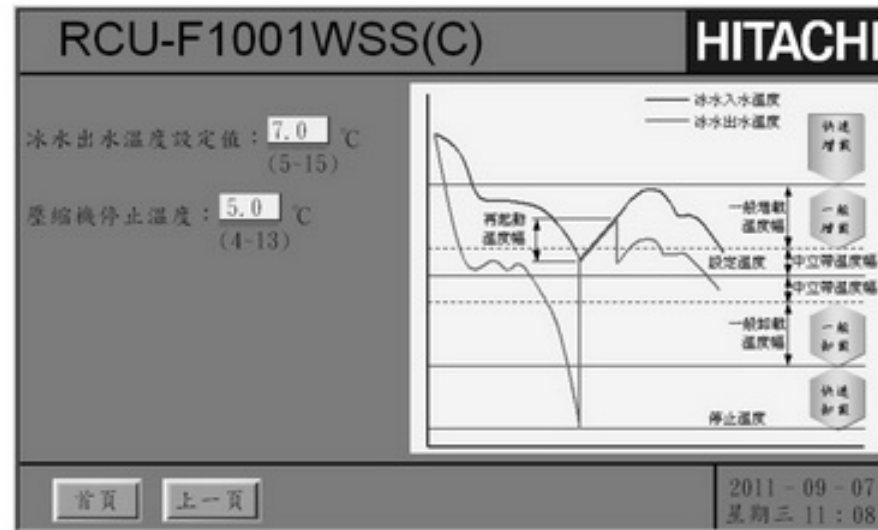 RCU-F1001WSS(C)
HITACHI
冰水出水溫度設定值：7.0 ℃
(5-15)
壓縮機停止溫度：5.0 ℃
(4-13)
冰水入水溫度
冰水出水溫度
快速
增載
再起動
溫度幅
一般增載
溫度幅
一般
增載
設定溫度
中立帶溫度幅
中立帶溫度幅
一般卸載
溫度幅
一般
卸載
快速
卸載
停止溫度
首頁
上一頁
2011 - 09 - 07
星期三 11 : 08